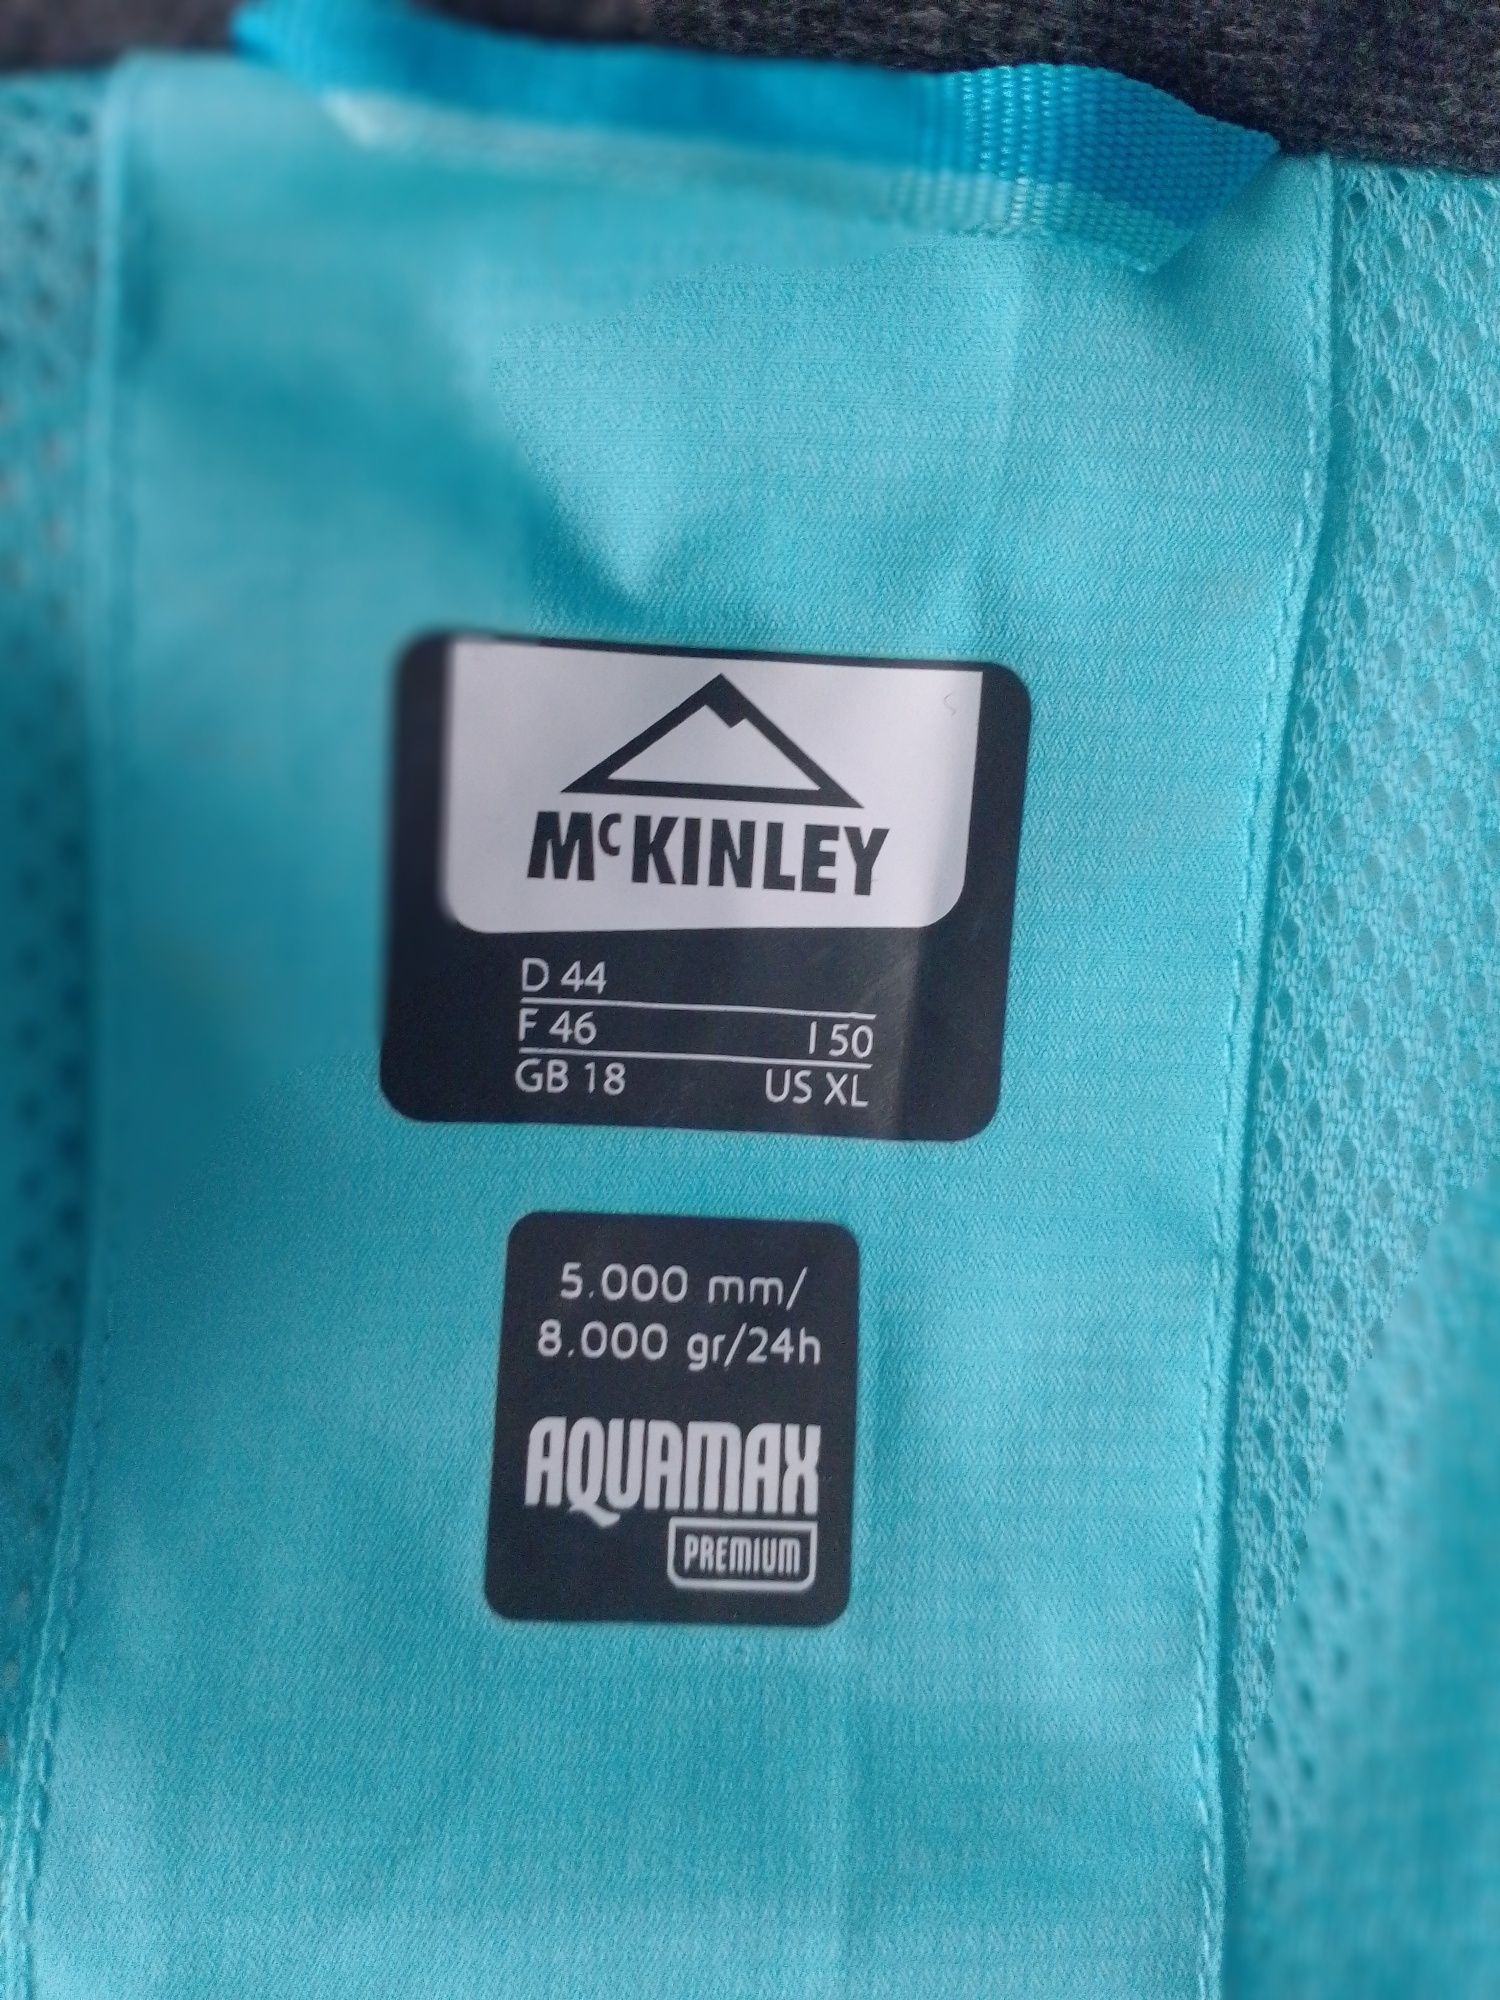 McKINLEY
D 44
F 46 I 50
GB 18 US XL
5.000 mm/
8.000 gr/24h
AQUAMAX
PREMIUM